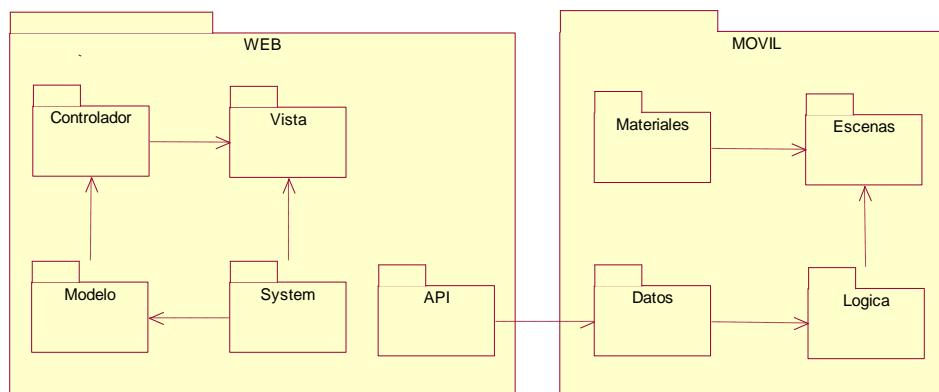 WEB
Controlador
Vista
Modelo
System
API
MOVIL
Materiales
Escenas
Datos
Logica